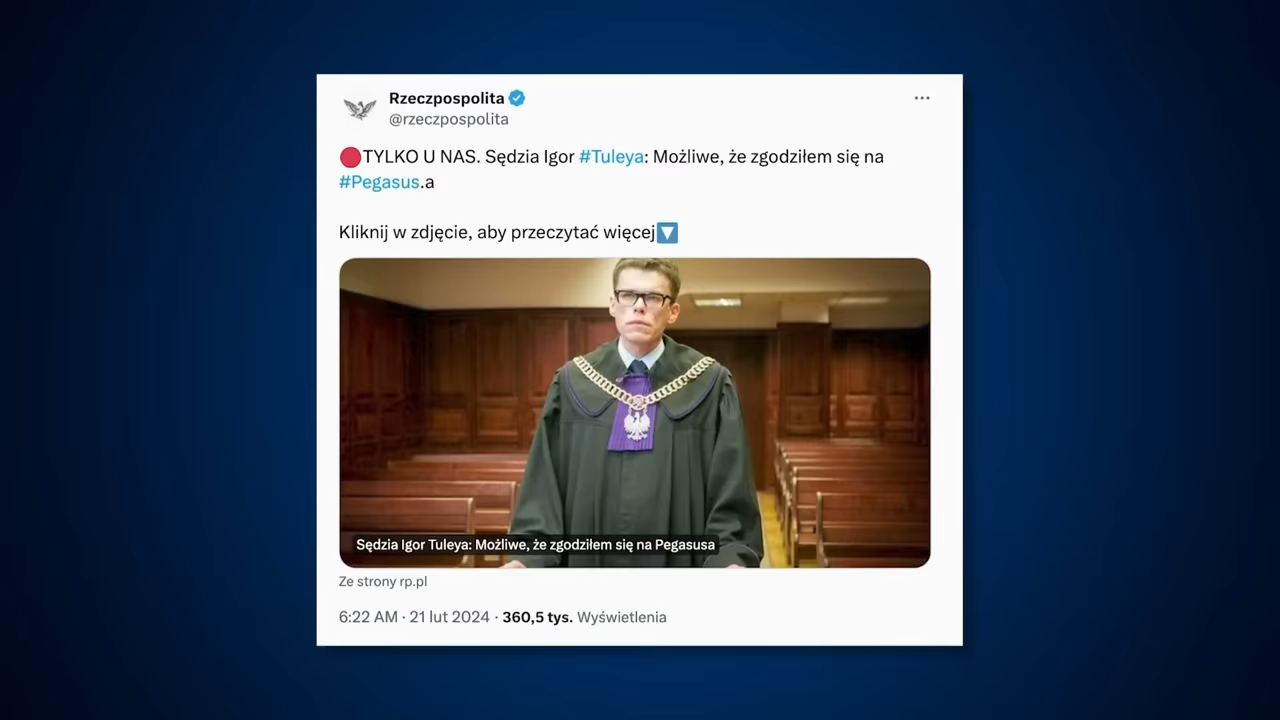 Rzeczpospolita
@rzeczpospolita
🔴TYLKO U NAS. Sędzia Igor #Tuleya: Możliwe, że zgodziłem się na
#Pegasus.a
Kliknij w zdjęcie, aby przeczytać więcej🔽
Sędzia Igor Tuleya: Możliwe, że zgodziłem się na Pegasusa
Ze strony rp.pl
6:22 AM · 21 lut 2024 · 360,5 tys. Wyświetlenia